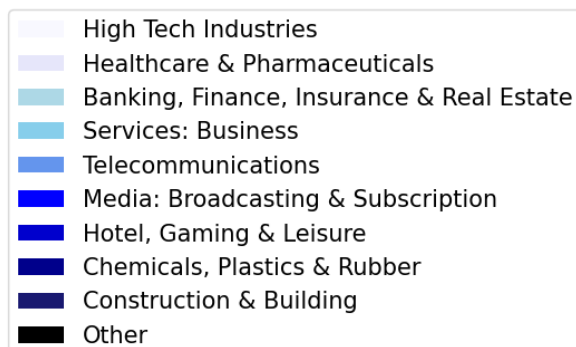 High Tech Industries
Healthcare & Pharmaceuticals
Banking, Finance, Insurance & Real Estate
Services: Business
Telecommunications
Media: Broadcasting & Subscription
Hotel, Gaming & Leisure
Chemicals, Plastics & Rubber
Construction & Building
Other